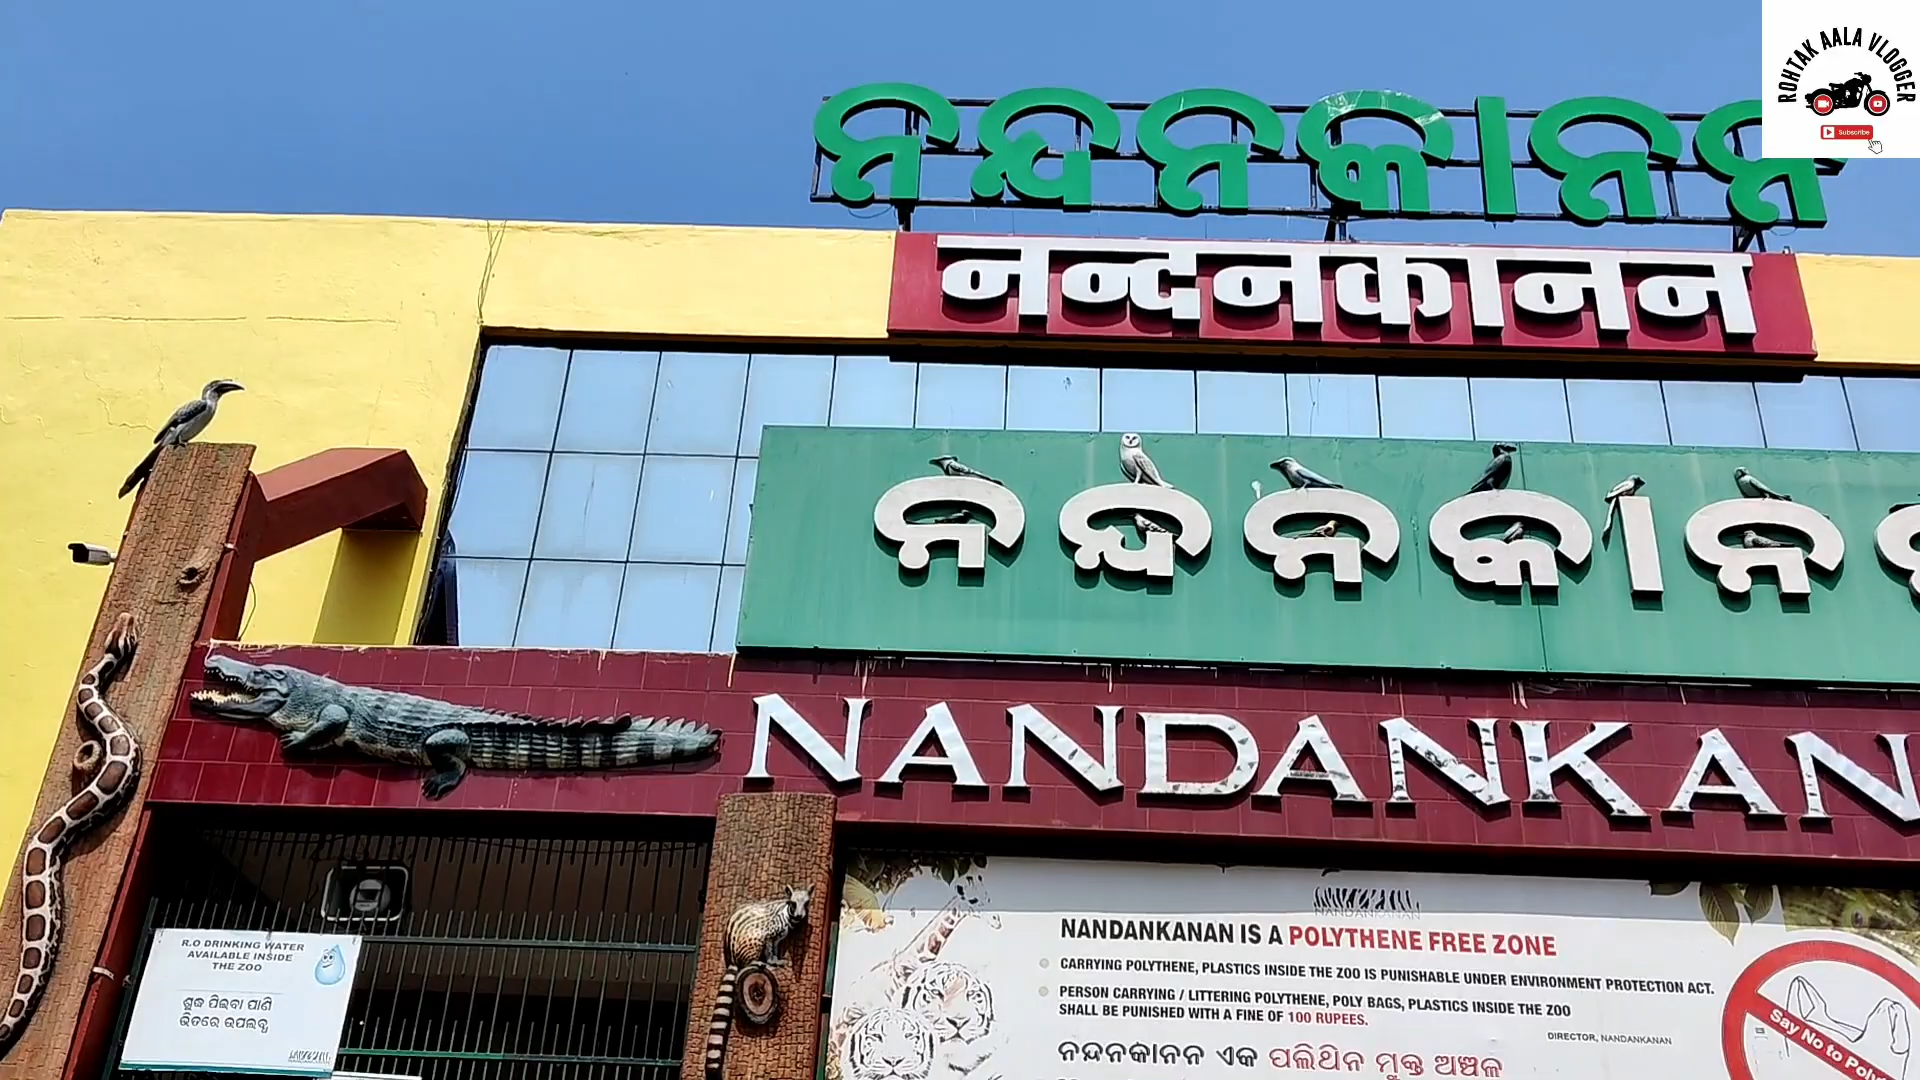 ROHTAK AALA VLOGGER
Subscribe
ନନ୍ଦନକାନନ
नन्दनकानन
ନନ୍ଦନକାନ
NANDANKAN
R.O DRINKING WATER
AVAILABLE INSIDE
THE ZOO
ଶୁଦ୍ଧ ପିଇବା ପାଣି
ଭିତରେ ଉପଲବ୍ଧ
NANDANKANAN
NANDANKANAN IS A POLYTHENE FREE ZONE
CARRYING POLYTHENE, PLASTICS INSIDE THE ZOO IS PUNISHABLE UNDER ENVIRONMENT PROTECTION ACT.
PERSON CARRYING / LITTERING POLYTHENE, POLY BAGS, PLASTICS INSIDE THE ZOO
SHALL BE PUNISHED WITH A FINE OF 100 RUPEES.
DIRECTOR, NANDANKANAN
ନନ୍ଦନକାନନ ଏକ ପଲିଥିନ ମୁକ୍ତ ଅଞ୍ଚଳ
Say No to Poly